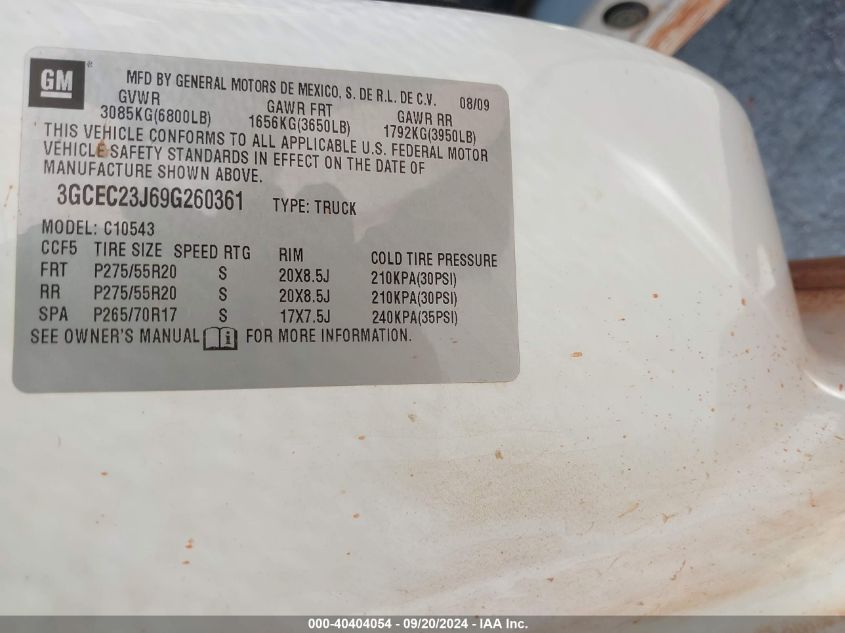 GM ®
MFD BY GENERAL MOTORS DE MEXICO, S. DE R.L. DE C.V. 08/09
GVWR GAWR FRT GAWR RR
3085KG(6800LB) 1656KG(3650LB) 1792KG(3950LB)
THIS VEHICLE CONFORMS TO ALL APPLICABLE U.S. FEDERAL MOTOR
VEHICLE SAFETY STANDARDS IN EFFECT ON THE DATE OF
MANUFACTURE SHOWN ABOVE.
3GCEC23J69G260361 TYPE: TRUCK
MODEL: C10543
CCF5 TIRE SIZE SPEED RTG RIM COLD TIRE PRESSURE
FRT P275/55R20 S 20X8.5J 210KPA(30PSI)
RR P275/55R20 S 20X8.5J 210KPA(30PSI)
SPA P265/70R17 S 17X7.5J 240KPA(35PSI)
SEE OWNER'S MANUAL i FOR MORE INFORMATION.
000-40404054 - 09/20/2024 - IAA Inc.